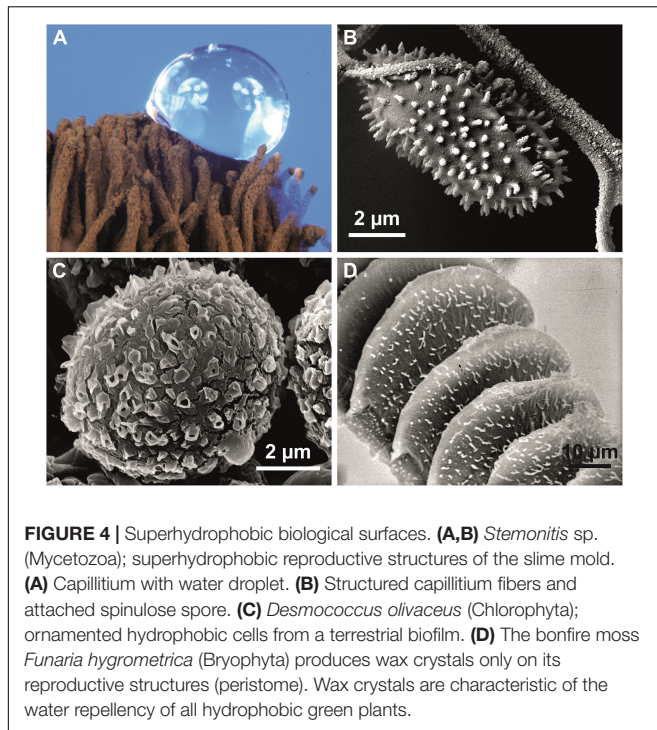 A
B
2 µm
C
D
2 µm
10 µm
FIGURE 4 | Superhydrophobic biological surfaces. (A,B) Stemonitis sp.
(Mycetozoa); superhydrophobic reproductive structures of the slime mold.
(A) Capillitium with water droplet. (B) Structured capillitium fibers and
attached spinulose spore. (C) Desmococcus olivaceus (Chlorophyta);
ornamented hydrophobic cells from a terrestrial biofilm. (D) The bonfire moss
Funaria hygrometrica (Bryophyta) produces wax crystals only on its
reproductive structures (peristome). Wax crystals are characteristic of the
water repellency of all hydrophobic green plants.